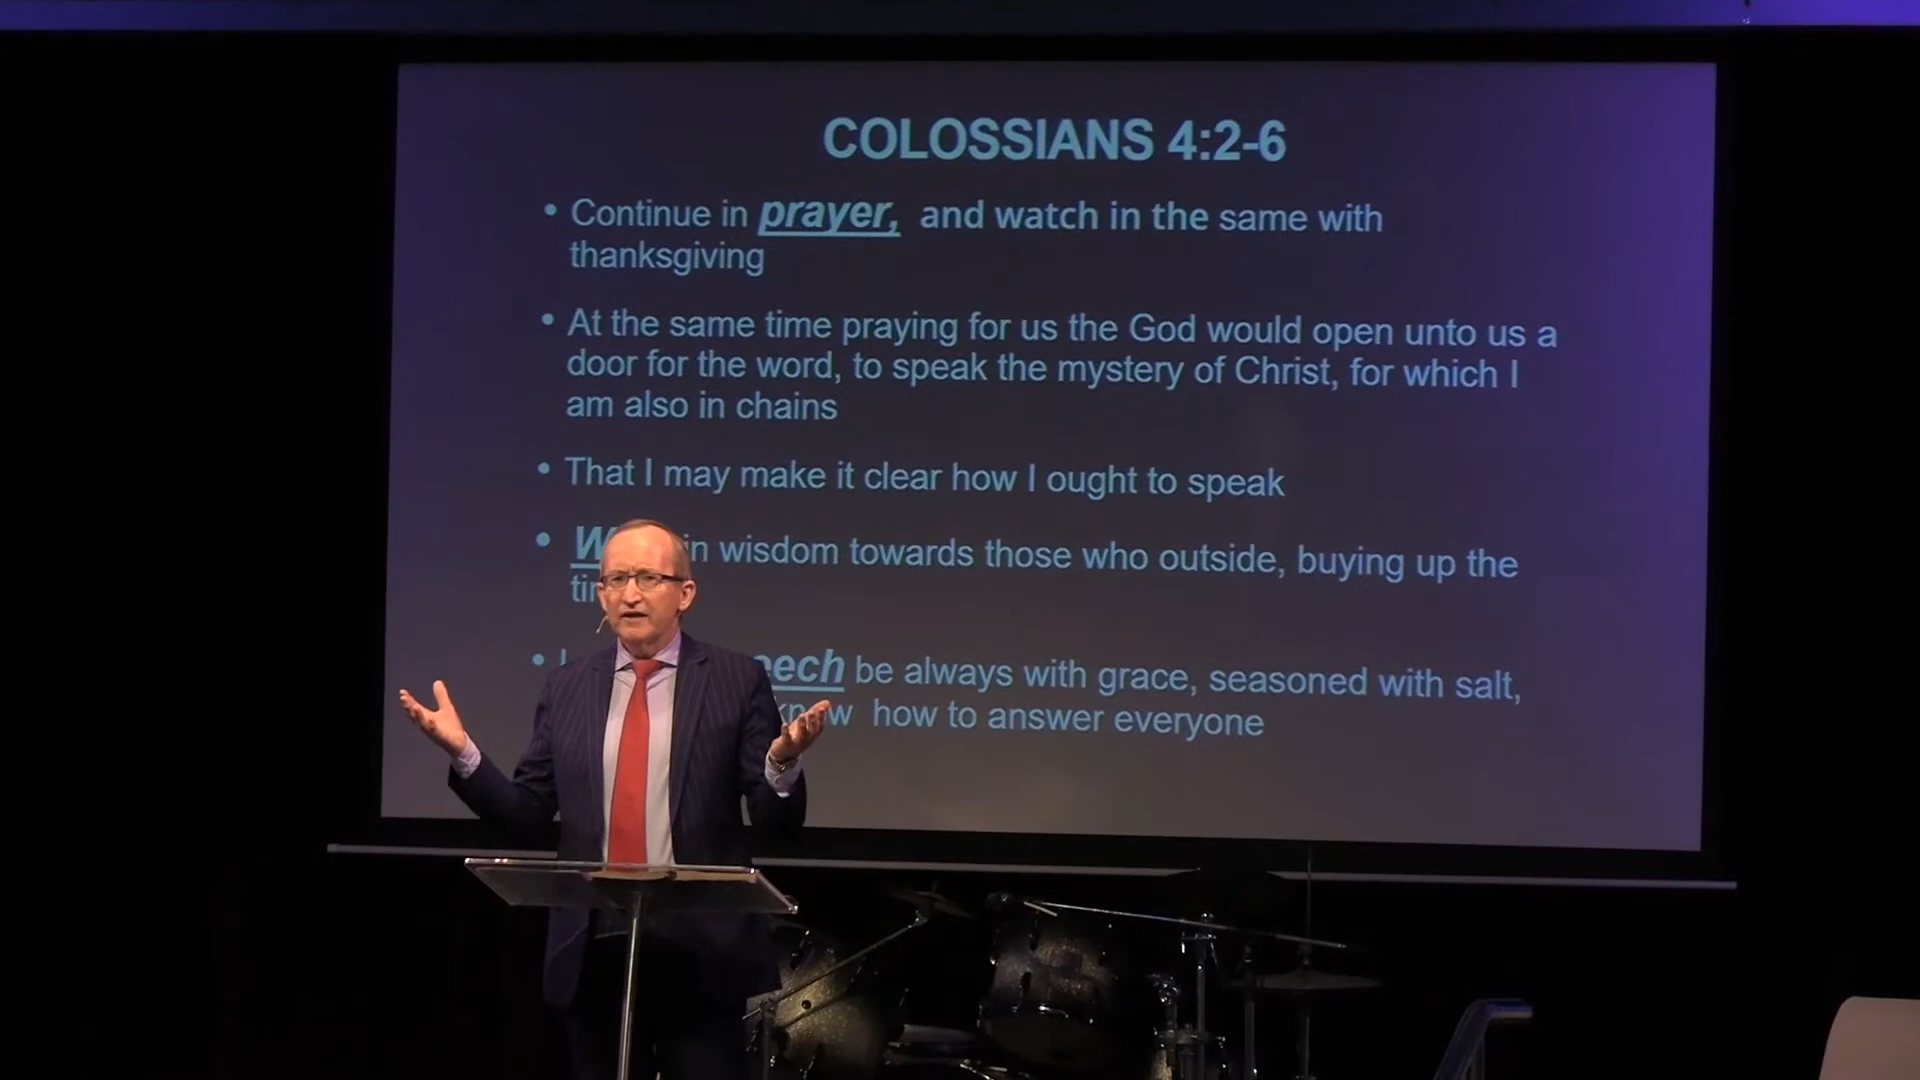 COLOSSIANS 4:2-6
• Continue in prayer, and watch in the same with
thanksgiving
• At the same time praying for us the God would open unto us a
door for the word, to speak the mystery of Christ, for which I
am also in chains
• That I may make it clear how I ought to speak
• in wisdom towards those who outside, buying up the
• be always with grace, seasoned with salt,
know how to answer everyone